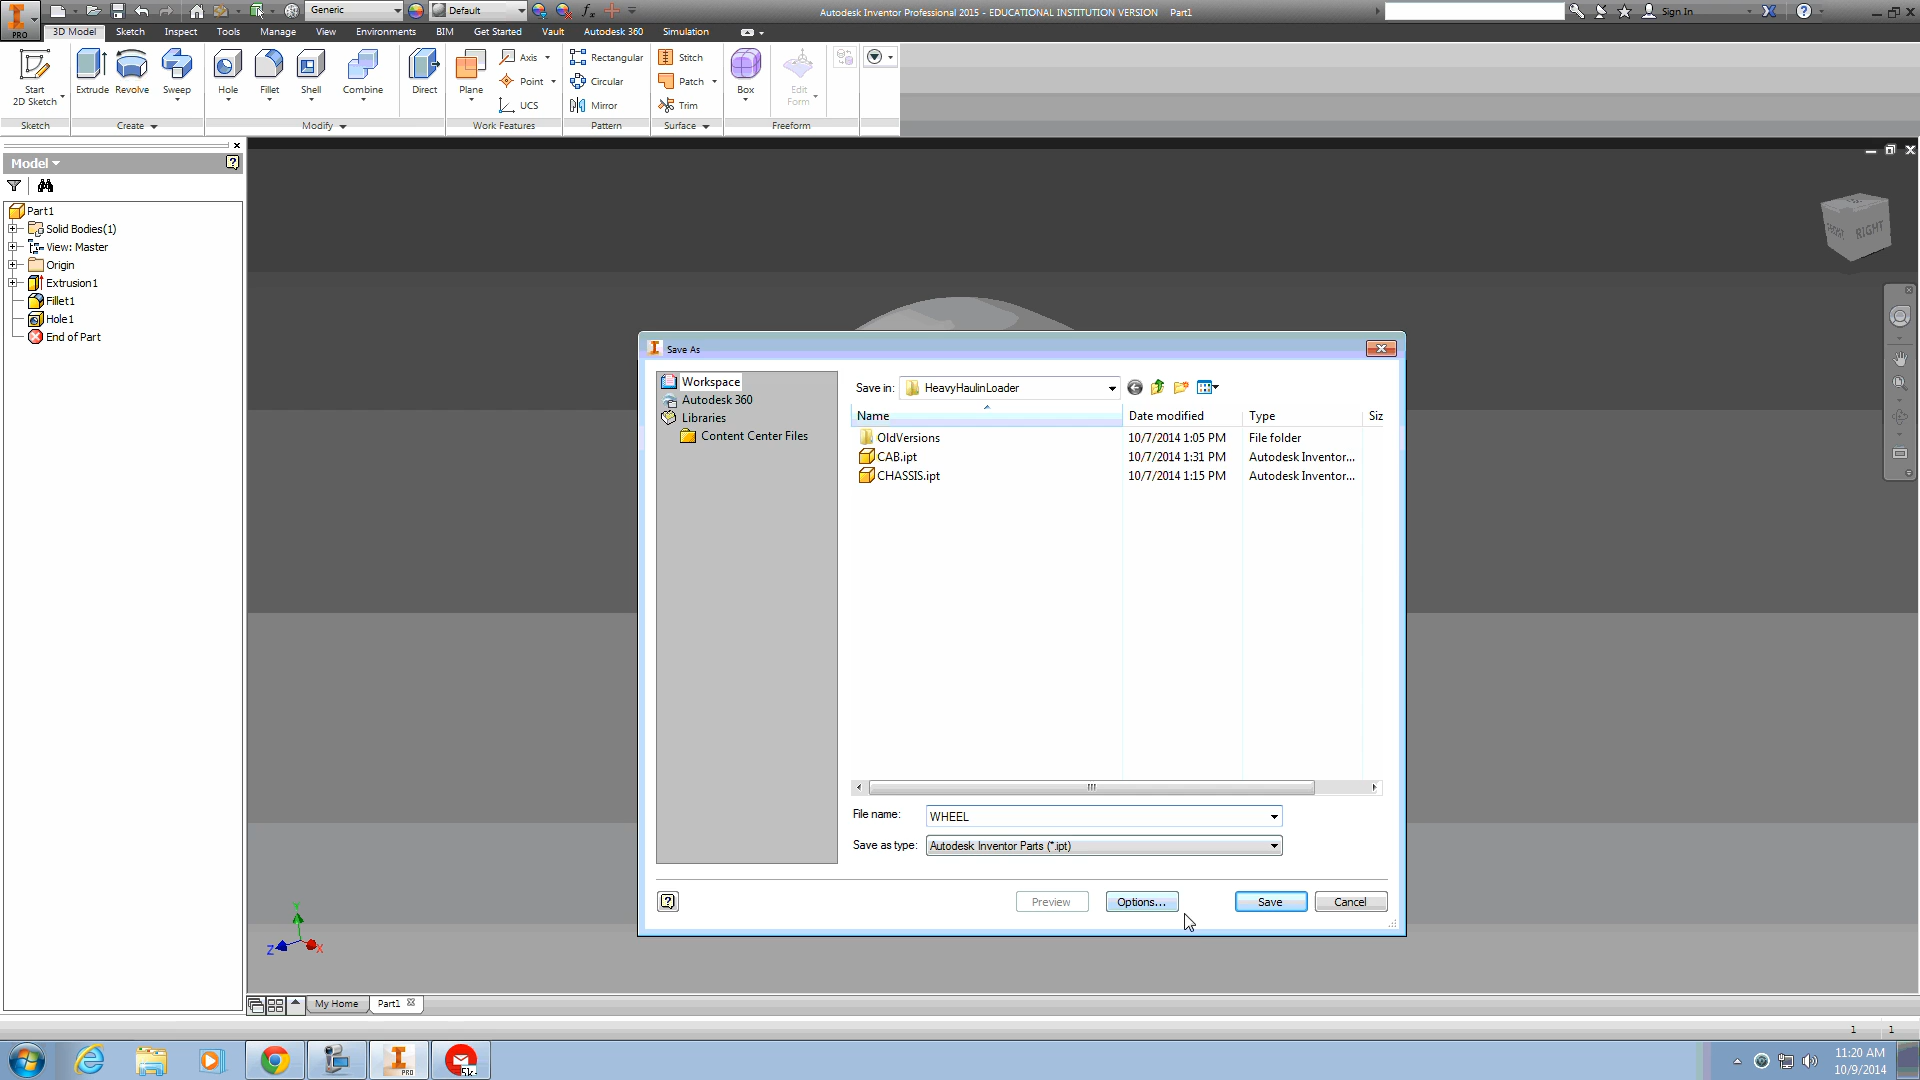 Generic
Default
Autodesk Inventor Professional 2015 - EDUCATIONAL INSTITUTION VERSION Part1
Sign In
PRO
3D Model Sketch Inspect Tools Manage View Environments BIM Get Started Vault Autodesk 360 Simulation
Start
2D Sketch
Extrude Revolve Sweep
Hole Fillet Shell Combine
Direct
Plane
Axis
Point
UCS
Rectangular
Circular
Mirror
Stitch
Patch
Trim
Box
Edit
Form
Sketch Create Modify Work Features Pattern Surface Freeform
Model
Part1
Solid Bodies(1)
View: Master
Origin
Extrusion1
Fillet1
Hole1
End of Part
RIGHT
Save As
Workspace
Autodesk 360
Libraries
Content Center Files
Save in: HeavyHaulinLoader
Name Date modified Type Siz
OldVersions 10/7/2014 1:05 PM File folder
CAB.ipt 10/7/2014 1:31 PM Autodesk Inventor...
CHASSIS.ipt 10/7/2014 1:15 PM Autodesk Inventor...
File name: WHEEL
Save as type: Autodesk Inventor Parts (*.ipt)
Preview Options... Save Cancel
Y
Z
X
My Home Part1
1 1
PRO
5k+
11:20 AM
10/9/2014